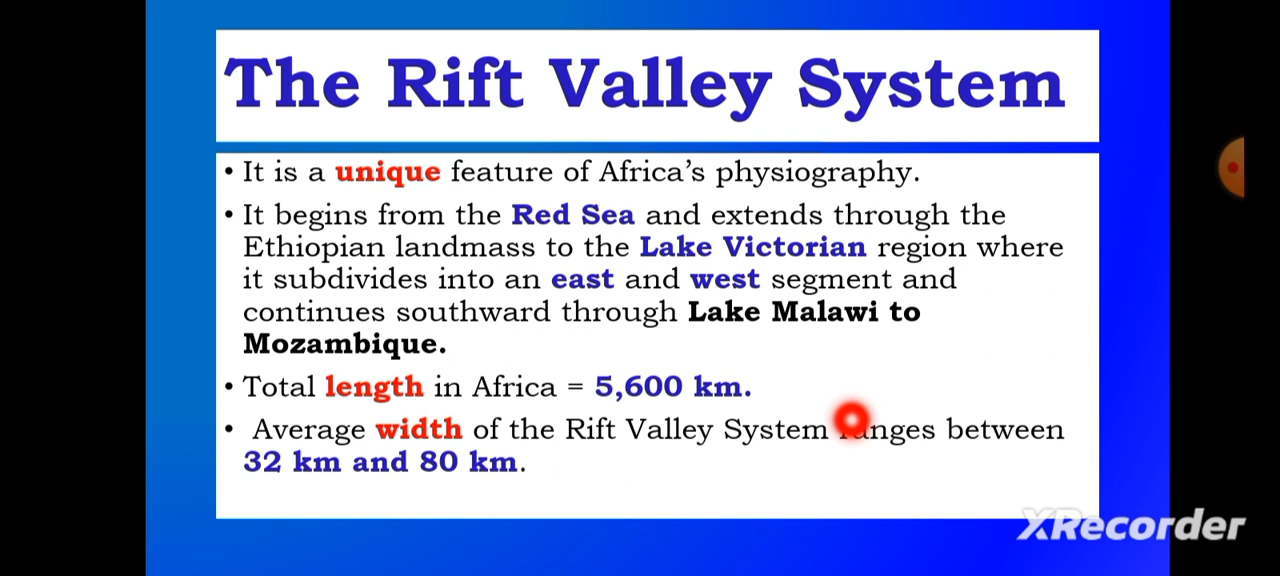 The Rift Valley System
• It is a unique feature of Africa's physiography.
• It begins from the Red Sea and extends through the
Ethiopian landmass to the Lake Victorian region where
it subdivides into an east and west segment and
continues southward through Lake Malawi to
Mozambique.
• Total length in Africa = 5,600 km.
• Average width of the Rift Valley System ranges between
32 km and 80 km.
XRecorder